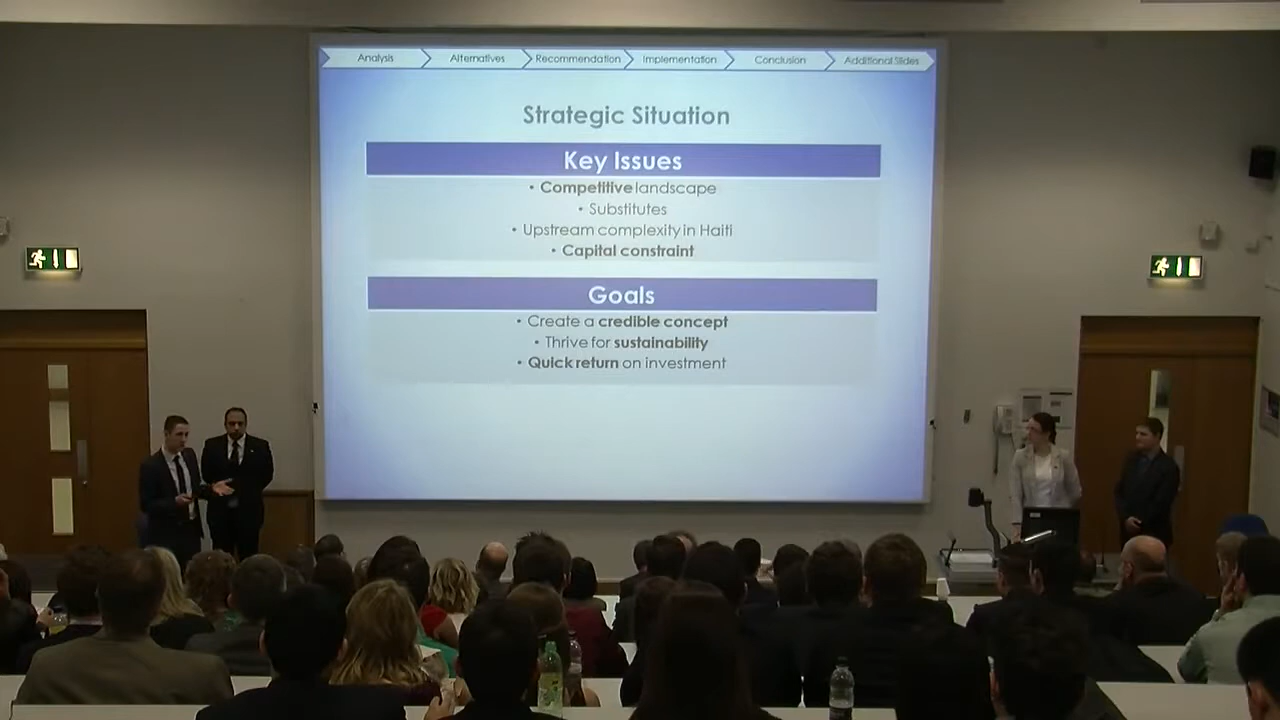 Analysis
Alternatives
Recommendation
Implementation
Conclusion
Additional Slides
Strategic Situation
Key Issues
• Competitive landscape
• Substitutes
• Upstream complexity in Haiti
• Capital constraint
Goals
• Create a credible concept
• Thrive for sustainability
• Quick return on investment